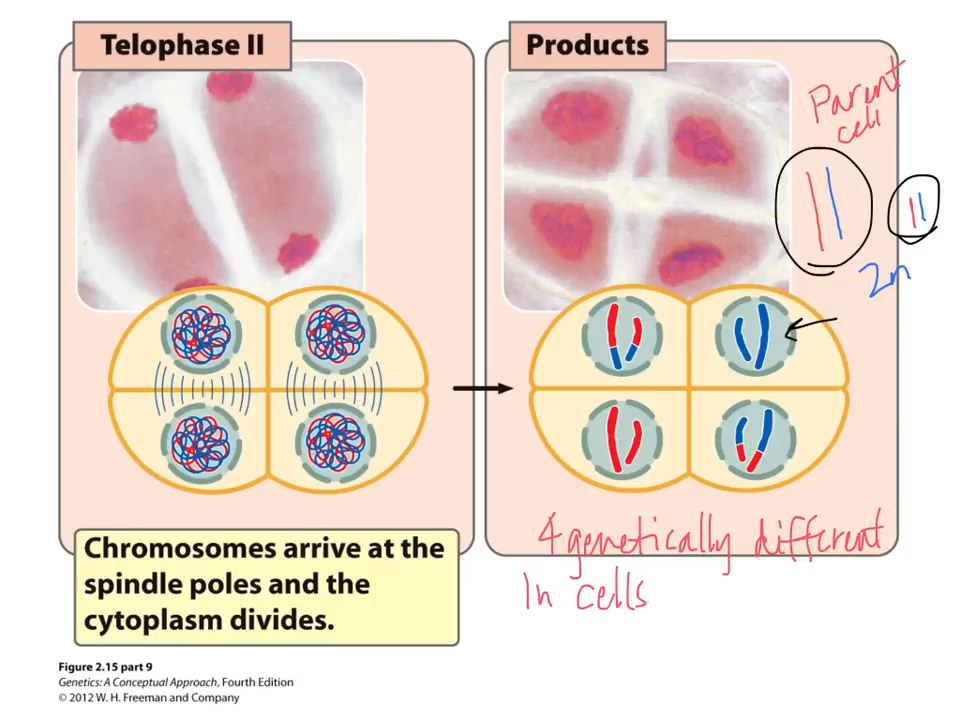 Telophase II
Products
Parent
cell
2n
4 genetically different
1n cells
Chromosomes arrive at the
spindle poles and the
cytoplasm divides.
Figure 2.15 part 9
Genetics: A Conceptual Approach, Fourth Edition
© 2012 W. H. Freeman and Company